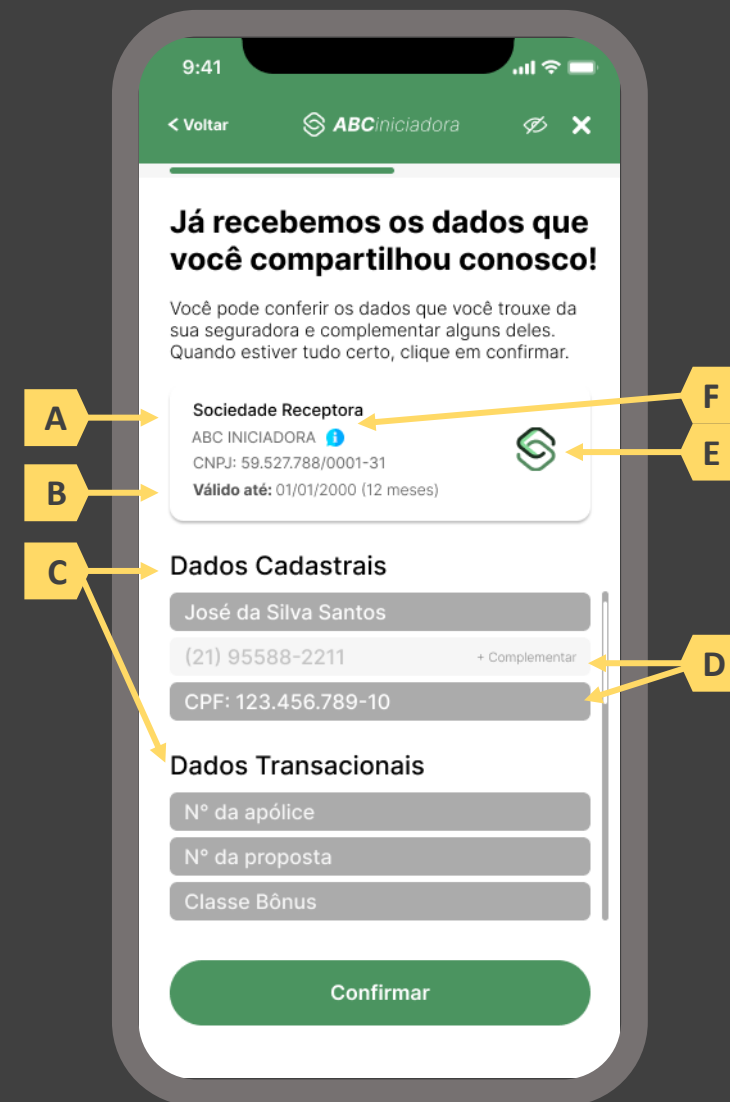 9:41
< Voltar
ABCiniciadora
Já recebemos os dados que
você compartilhou conosco!
Você pode conferir os dados que você trouxe da
sua seguradora e complementar alguns deles.
Quando estiver tudo certo, clique em confirmar.
A
Sociedade Receptora
F
ABC INICIADORA
CNPJ: 59.527.788/0001-31
E
B
Válido até: 01/01/2000 (12 meses)
C
Dados Cadastrais
José da Silva Santos
(21) 95588-2211 + Complementar
D
CPF: 123.456.789-10
Dados Transacionais
N° da apólice
N° da proposta
Classe Bônus
Confirmar